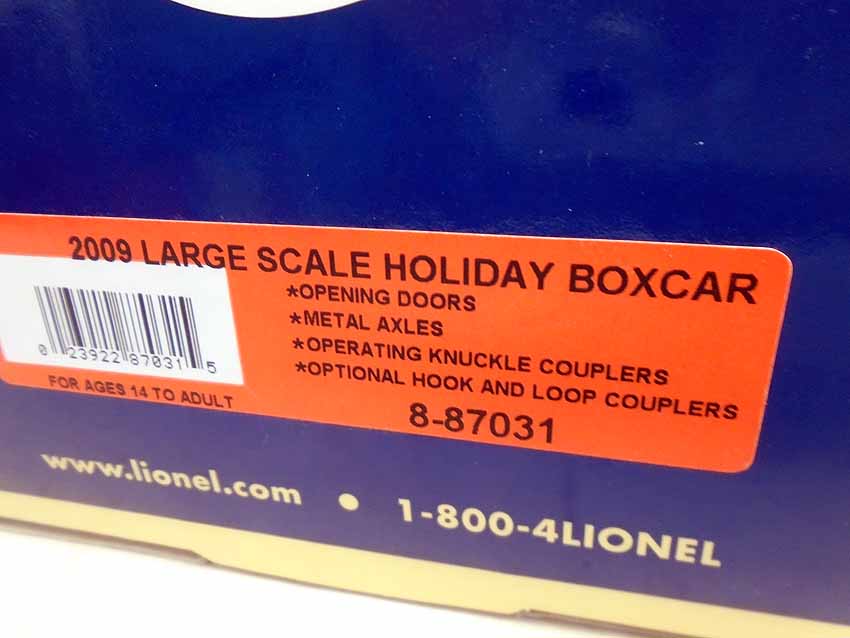 2009 LARGE SCALE HOLIDAY BOXCAR
*OPENING DOORS
*METAL AXLES
*OPERATING KNUCKLE COUPLERS
*OPTIONAL HOOK AND LOOP COUPLERS
0 23922 87031 5
FOR AGES 14 TO ADULT
8-87031
www.lionel.com • 1-800-4LIONEL